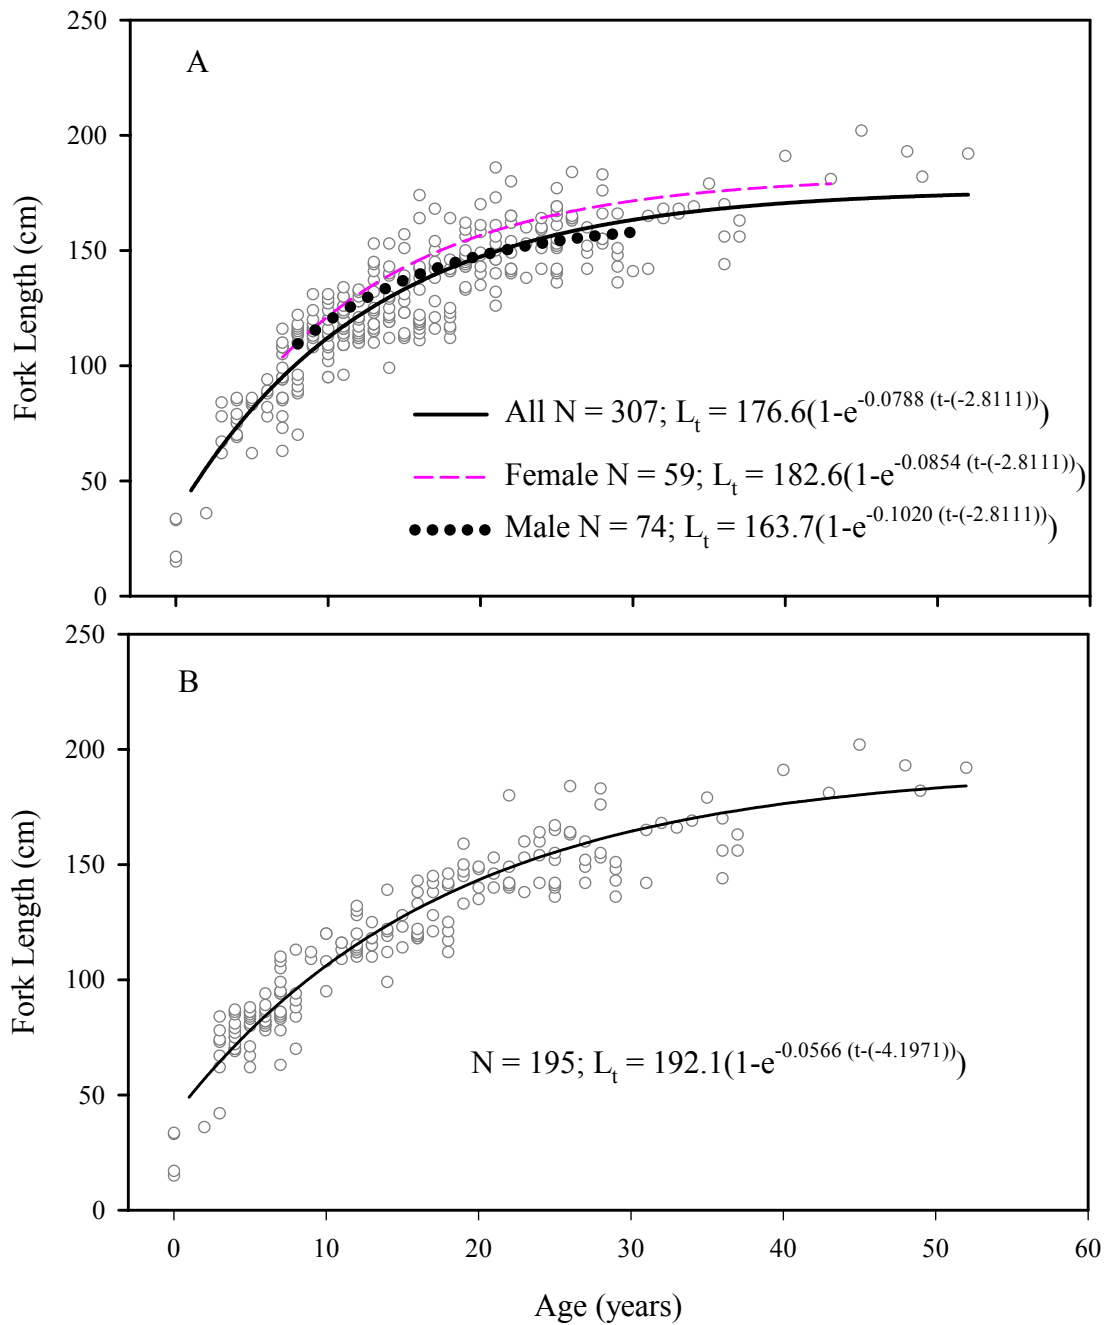 250
A
200
150
Fork Length (cm)
100
All N = 307; Lt = 176.6(1-e-0.0788 (t-(-2.8111)))
50
Female N = 59; Lt = 182.6(1-e-0.0854 (t-(-2.8111)))
Male N = 74; Lt = 163.7(1-e-0.1020 (t-(-2.8111)))
0
250
B
200
150
Fork Length (cm)
100
N = 195; Lt = 192.1(1-e-0.0566 (t-(-4.1971)))
50
0
0 10 20 30 40 50 60
Age (years)